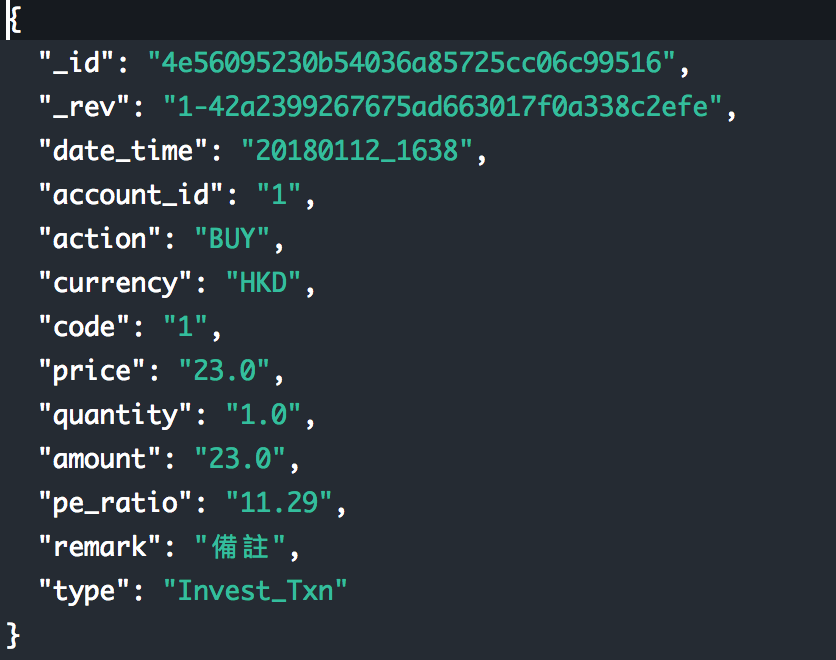 {
"_id": "4e56095230b54036a85725cc06c99516",
"_rev": "1-42a2399267675ad663017f0a338c2efe",
"date_time": "20180112_1638",
"account_id": "1",
"action": "BUY",
"currency": "HKD",
"code": "1",
"price": "23.0",
"quantity": "1.0",
"amount": "23.0",
"pe_ratio": "11.29",
"remark": "備註",
"type": "Invest_Txn"
}